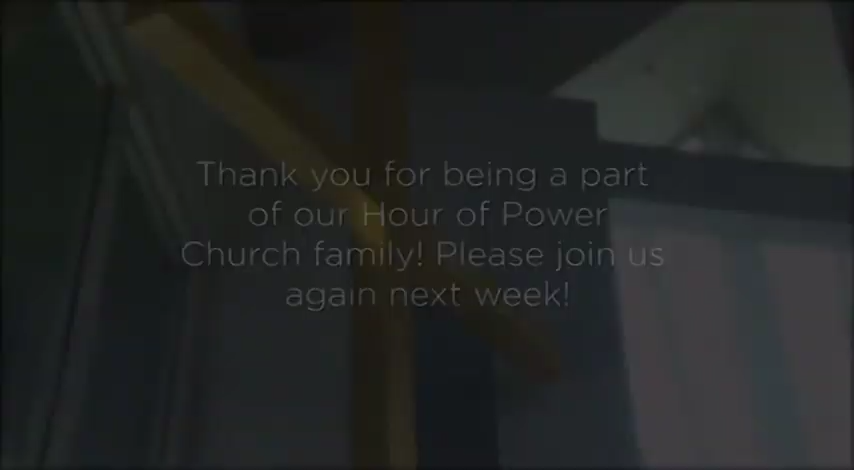 Thank you for being a part
of our Hour of Power
Church family! Please join us
again next week!